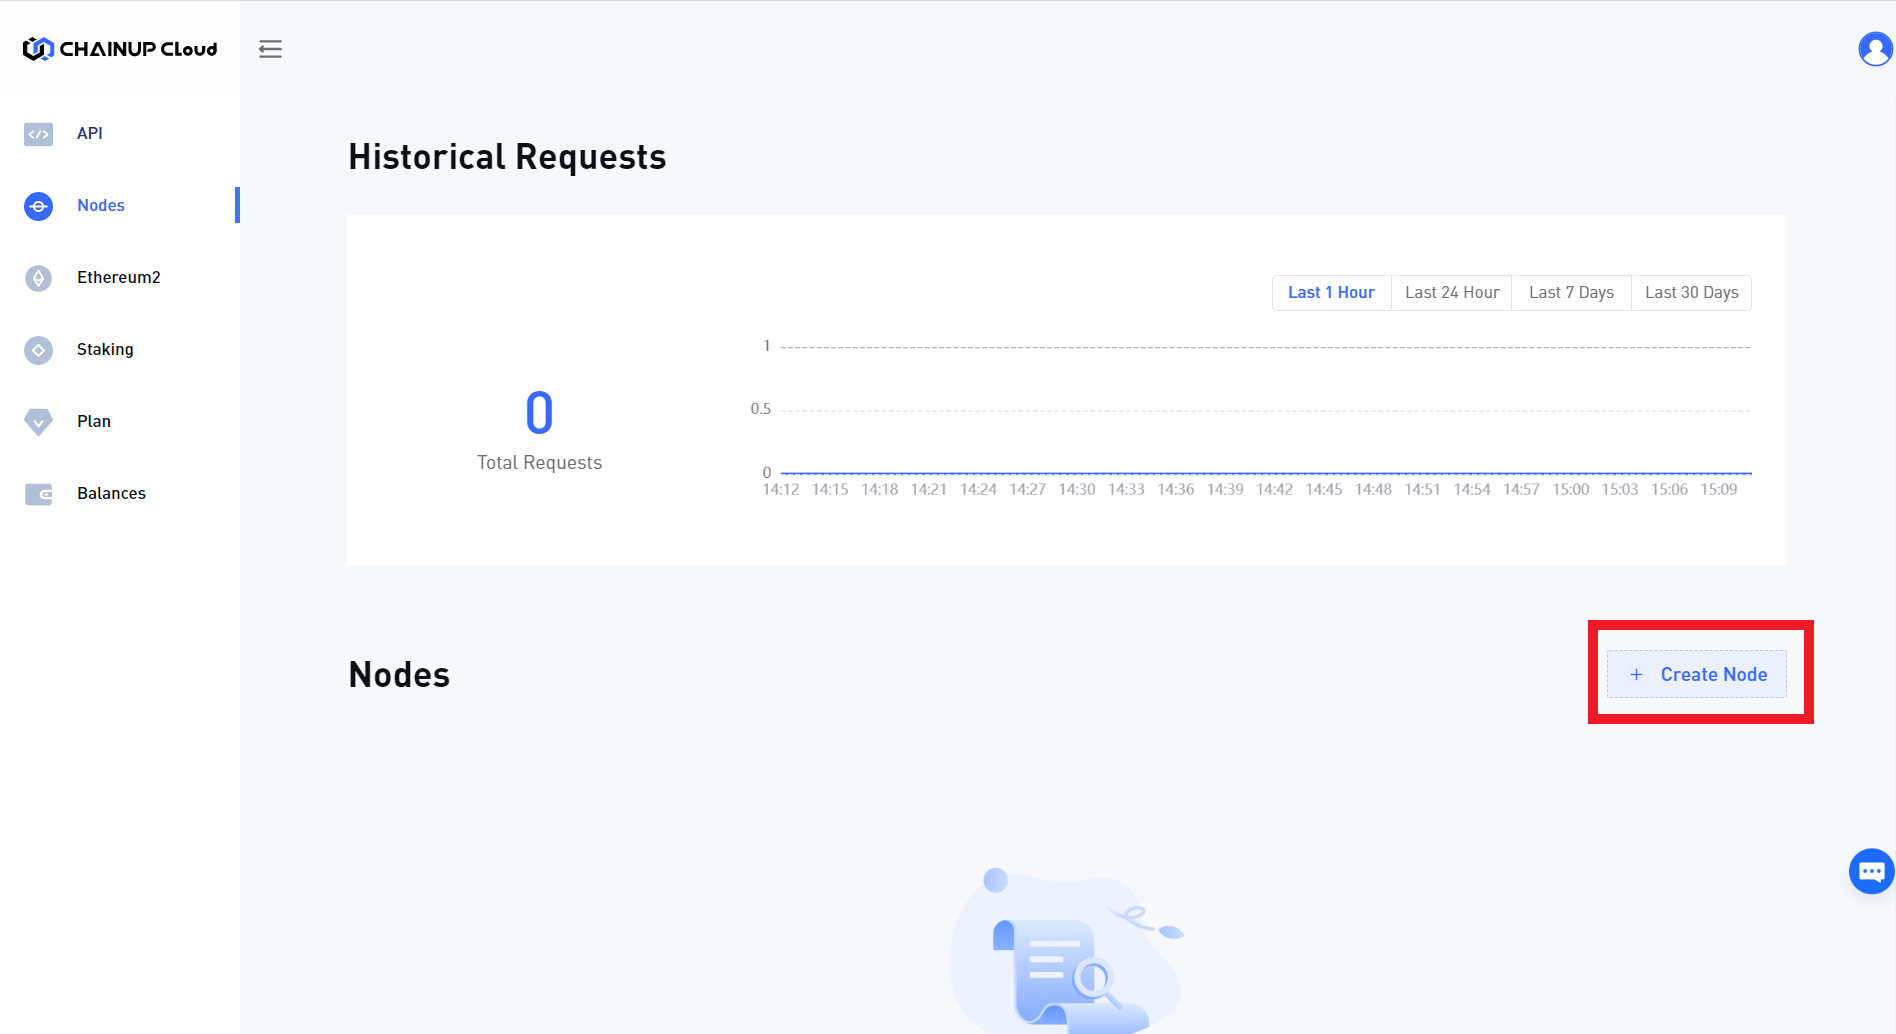 CHAINUP Cloud
API
Nodes
Ethereum2
Staking
Plan
Balances
Historical Requests
Last 1 Hour Last 24 Hour Last 7 Days Last 30 Days
1
0.5
0
14:12 14:15 14:18 14:21 14:24 14:27 14:30 14:33 14:36 14:39 14:42 14:45 14:48 14:51 14:54 14:57 15:00 15:03 15:06 15:09
0
Total Requests
Nodes
+ Create Node